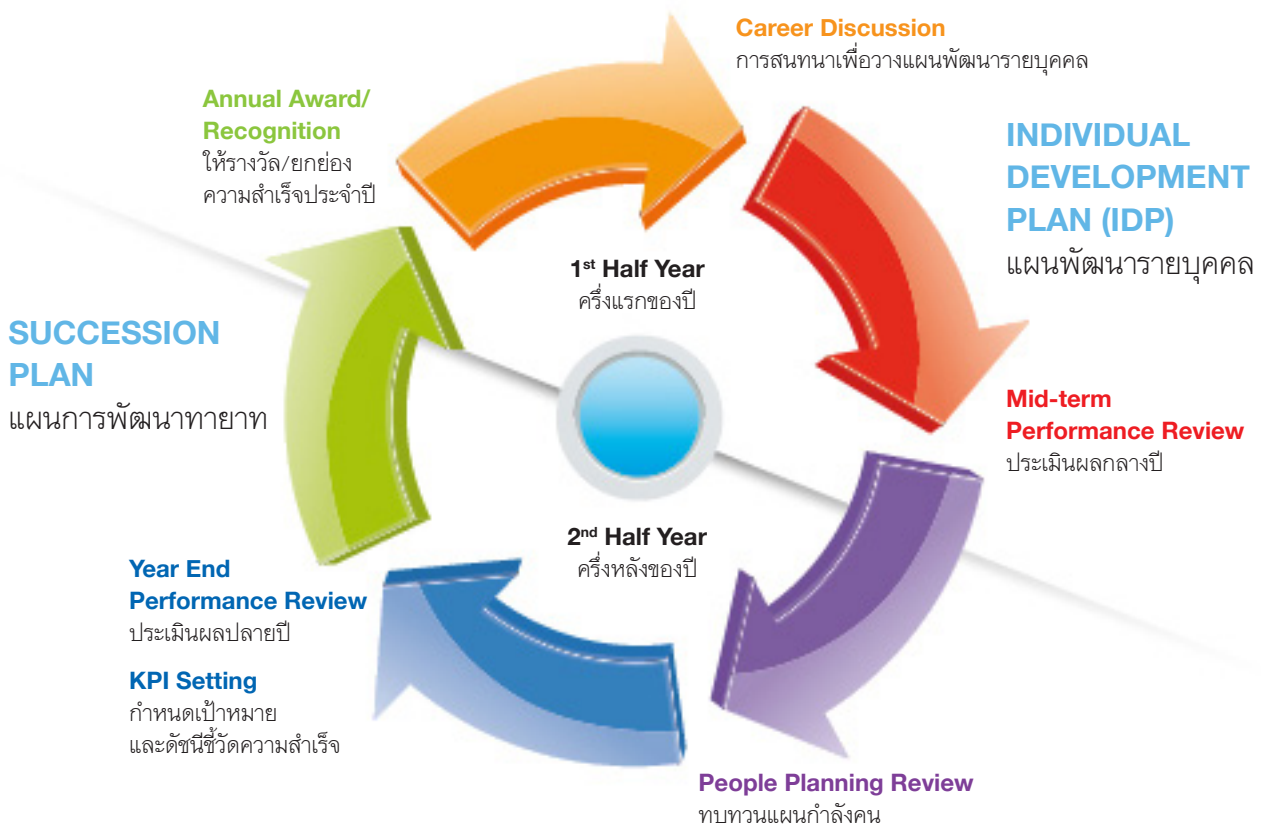 Career Discussion
การสนทนาเพื่อวางแผนพัฒนารายบุคคล
Annual Award/
Recognition
ให้รางวัล/ยกย่อง
ความสำเร็จประจำปี
INDIVIDUAL
DEVELOPMENT
PLAN (IDP)
แผนพัฒนารายบุคคล
1st Half Year
ครึ่งแรกของปี
SUCCESSION
PLAN
แผนการพัฒนาทายาท
Mid-term
Performance Review
ประเมินผลกลางปี
2nd Half Year
ครึ่งหลังของปี
Year End
Performance Review
ประเมินผลปลายปี
KPI Setting
กำหนดเป้าหมาย
และดัชนีชี้วัดความสำเร็จ
People Planning Review
ทบทวนแผนกำลังคน